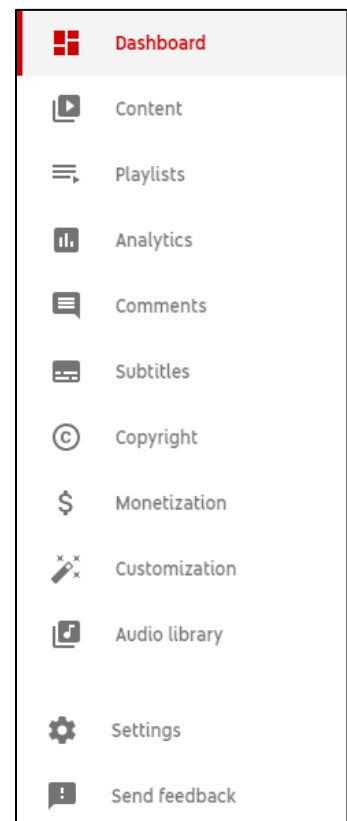 Dashboard
Content
Playlists
Analytics
Comments
Subtitles
Copyright
Monetization
Customization
Audio library
Settings
Send feedback